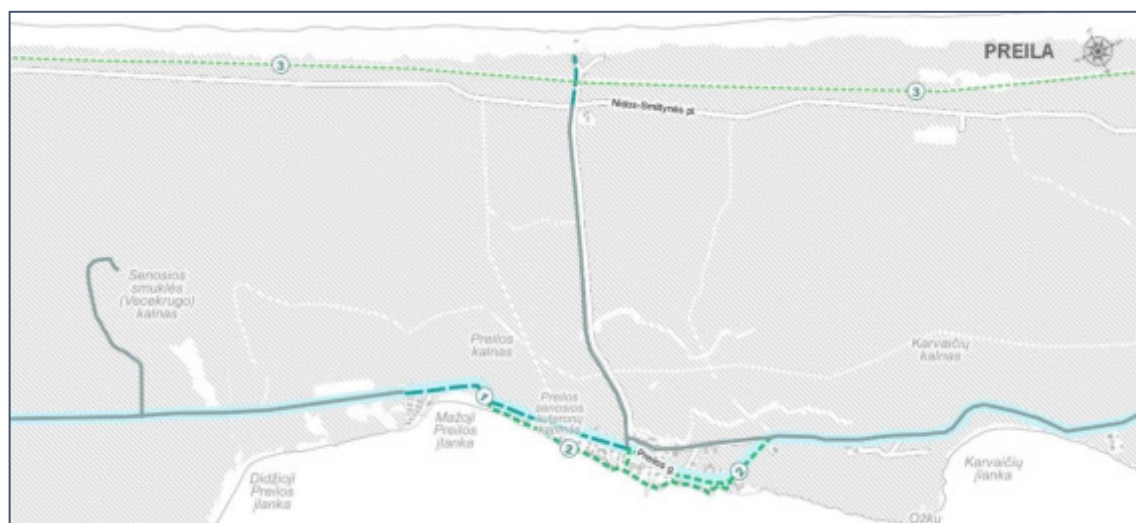 PREILA
3
3
Nidos-Smiltynės pl.
Senosios
smuklės
(Vecekrugo)
kalnas
Preilos
kalnas
Karvaičių
kalnas
1
Preilos
senosios
Mažoji
Preilos
įlanka
2
Preilos g.
2
Karvaičių
įlanka
Didžioji
Preilos
įlanka
Ožkų